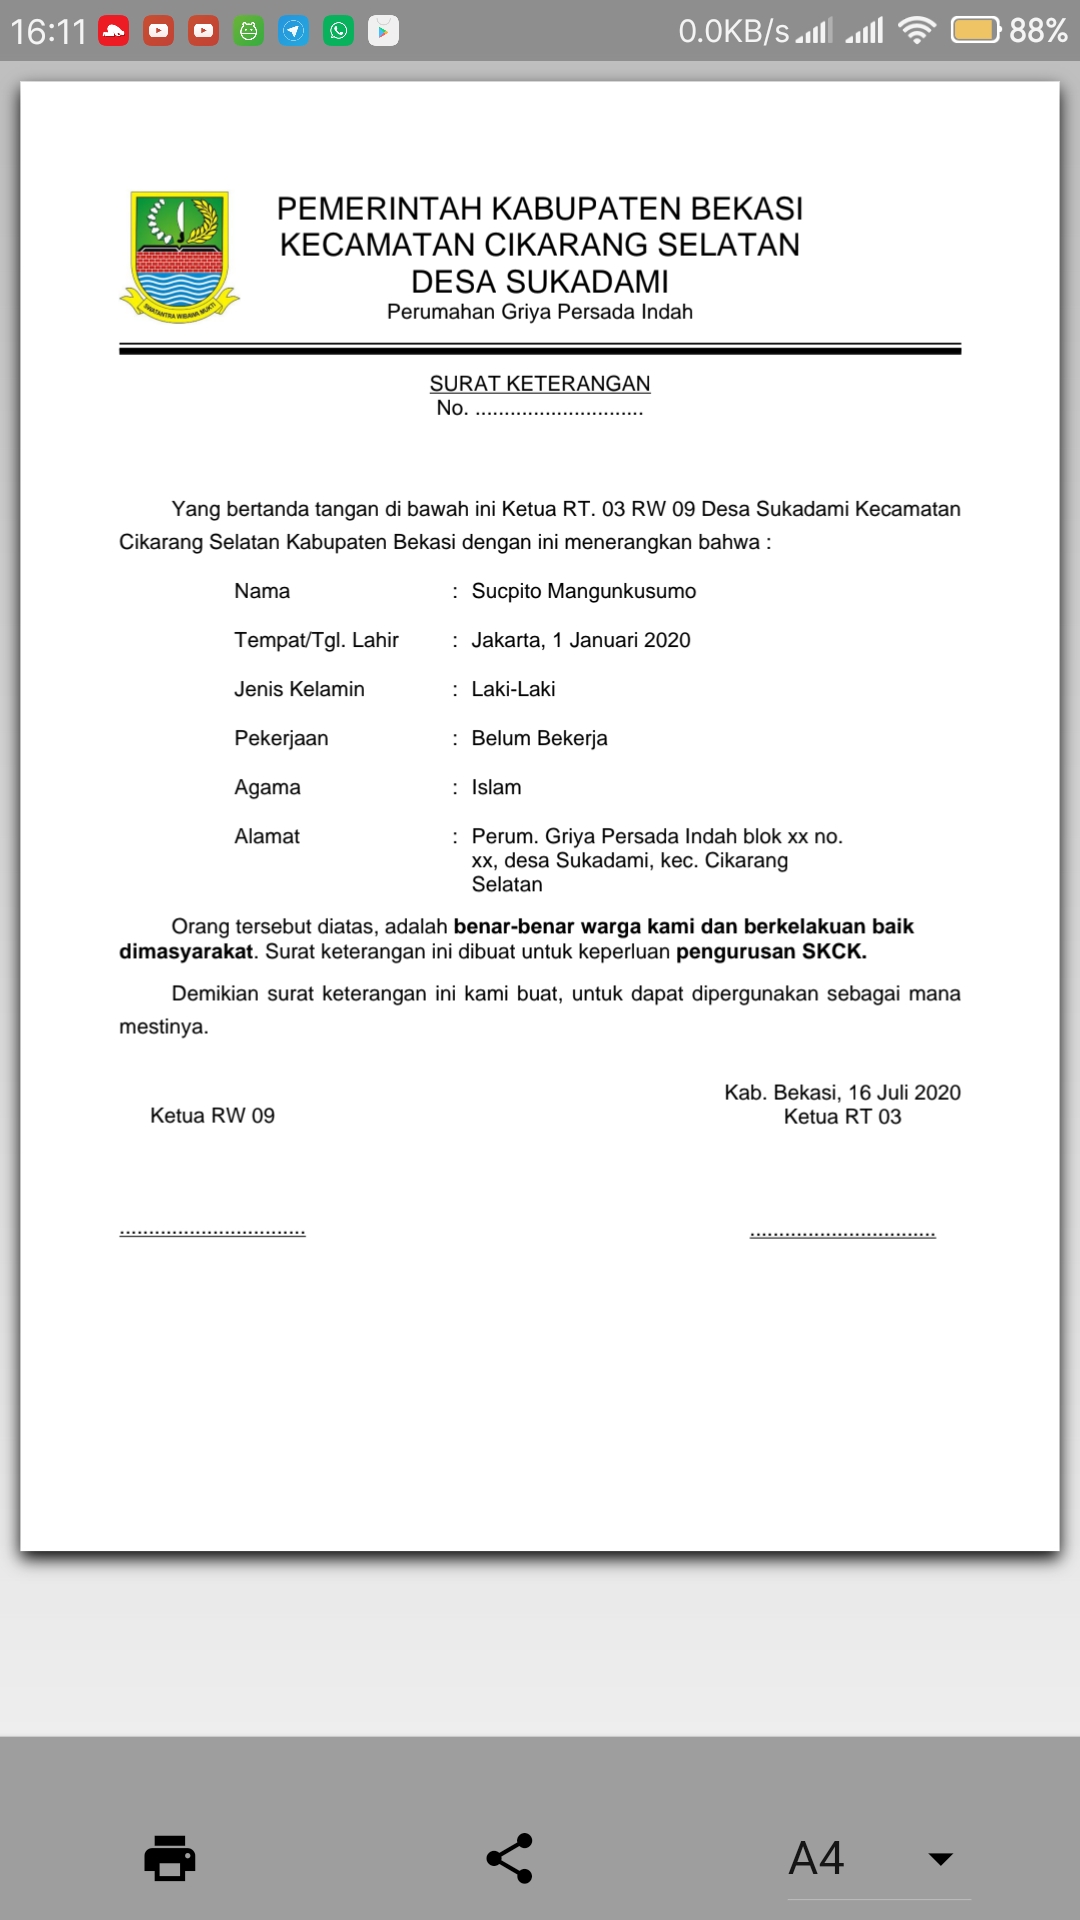 16:11 0.0KB/s 88%
PEMERINTAH KABUPATEN BEKASI
KECAMATAN CIKARANG SELATAN
DESA SUKADAMI
Perumahan Griya Persada Indah
SWATANTRA WIBAWA MUKTI
SURAT KETERANGAN
No. .............................
Yang bertanda tangan di bawah ini Ketua RT. 03 RW 09 Desa Sukadami Kecamatan
Cikarang Selatan Kabupaten Bekasi dengan ini menerangkan bahwa :
Nama : Sucpito Mangunkusumo
Tempat/Tgl. Lahir : Jakarta, 1 Januari 2020
Jenis Kelamin : Laki-Laki
Pekerjaan : Belum Bekerja
Agama : Islam
Alamat : Perum. Griya Persada Indah blok xx no.
xx, desa Sukadami, kec. Cikarang
Selatan
Orang tersebut diatas, adalah benar-benar warga kami dan berkelakuan baik
dimasyarakat. Surat keterangan ini dibuat untuk keperluan pengurusan SKCK.
Demikian surat keterangan ini kami buat, untuk dapat dipergunakan sebagai mana
mestinya.
Kab. Bekasi, 16 Juli 2020
Ketua RW 09 Ketua RT 03
................................ ................................
A4